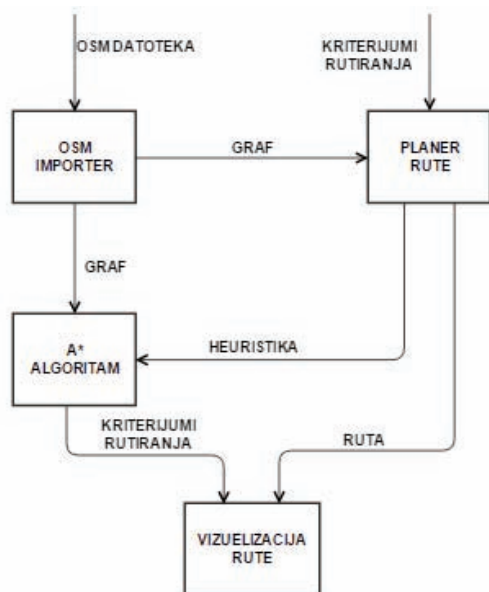 OSM DATOTEKA
KRITERIJUMI
RUTIRANJA
OSM
IMPORTER
GRAF
PLANER
RUTE
GRAF
A*
ALGORITAM
HEURISTIKA
KRITERIJUMI
RUTIRANJA
RUTA
VIZUELIZACIJA
RUTE